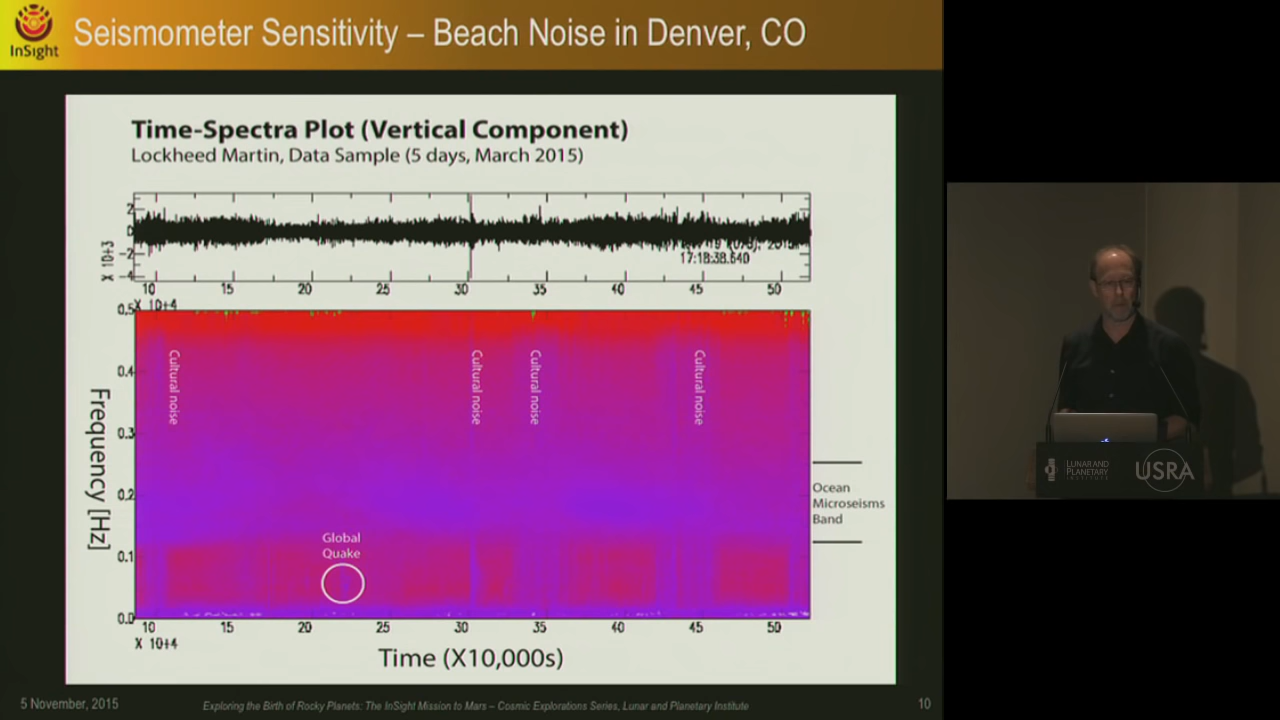 InSight
Seismometer Sensitivity – Beach Noise in Denver, CO
Time-Spectra Plot (Vertical Component)
Lockheed Martin, Data Sample (5 days, March 2015)
2
0
-2
-4
X 10+3
17:18:38.640
10 15 20 25 30 35 40 45 50
X 10+4
0.5
0.4
0.3
0.2
0.1
0.0
Frequency [Hz]
Cultural noise
Cultural noise
Cultural noise
Cultural noise
Global
Quake
Ocean
Microseisms
Band
10 15 20 25 30 35 40 45 50
X 10+4
Time (X10,000s)
5 November, 2015
Exploring the Birth of Rocky Planets: The InSight Mission to Mars – Cosmic Explorations Series, Lunar and Planetary Institute
10
LUNAR AND
PLANETARY
INSTITUTE
USRA